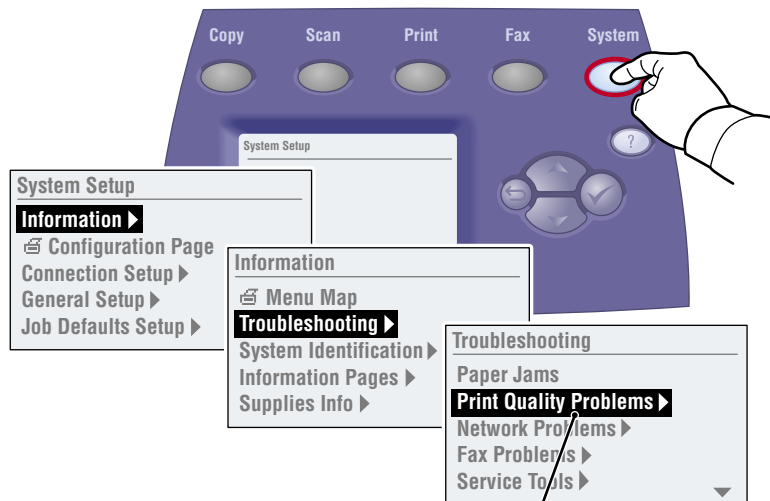 Copy Scan Print Fax System
?
System Setup
System Setup
Information
Configuration Page
Connection Setup
General Setup
Job Defaults Setup
Information
Menu Map
Troubleshooting
System Identification
Information Pages
Supplies Info
Troubleshooting
Paper Jams
Print Quality Problems
Network Problems
Fax Problems
Service Tools